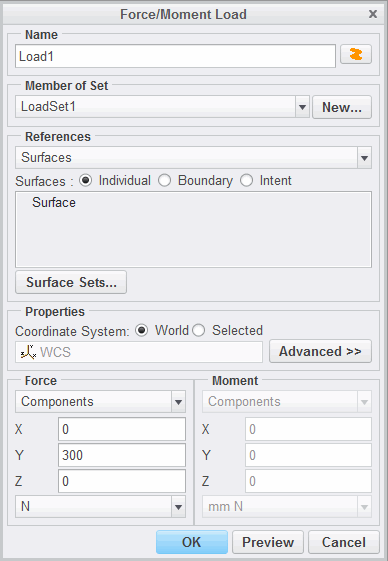 Force/Moment Load
Name
Load1
Member of Set
LoadSet1
New...
References
Surfaces
Surfaces : Individual Boundary Intent
Surface
Surface Sets...
Properties
Coordinate System: World Selected
WCS
Advanced >>
Force
Components
X 0
Y 300
Z 0
N
Moment
Components
X 0
Y 0
Z 0
mm N
OK Preview Cancel